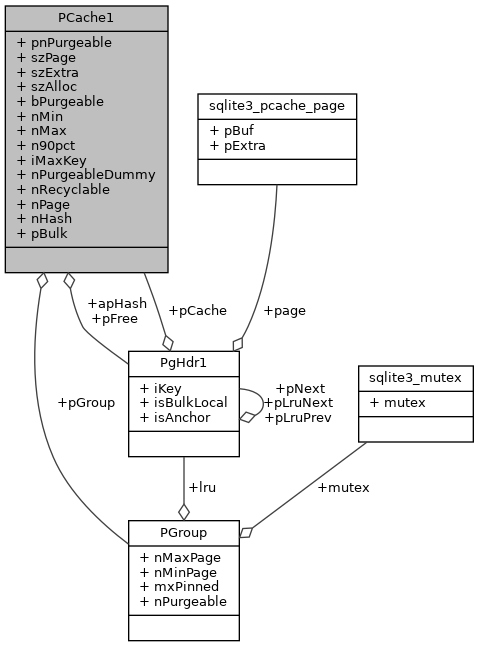 PCache1
+ pnPurgeable
+ szPage
+ szExtra
+ szAlloc
+ bPurgeable
+ nMin
+ nMax
+ n90pct
+ iMaxKey
+ nPurgeableDummy
+ nRecyclable
+ nPage
+ nHash
+ pBulk
sqlite3_pcache_page
+ pBuf
+ pExtra
+apHash
+pFree
+pCache
+page
PgHdr1
+ iKey
+ isBulkLocal
+ isAnchor
+pNext
+pLruNext
+pLruPrev
sqlite3_mutex
+ mutex
+pGroup
+lru
+mutex
PGroup
+ nMaxPage
+ nMinPage
+ mxPinned
+ nPurgeable